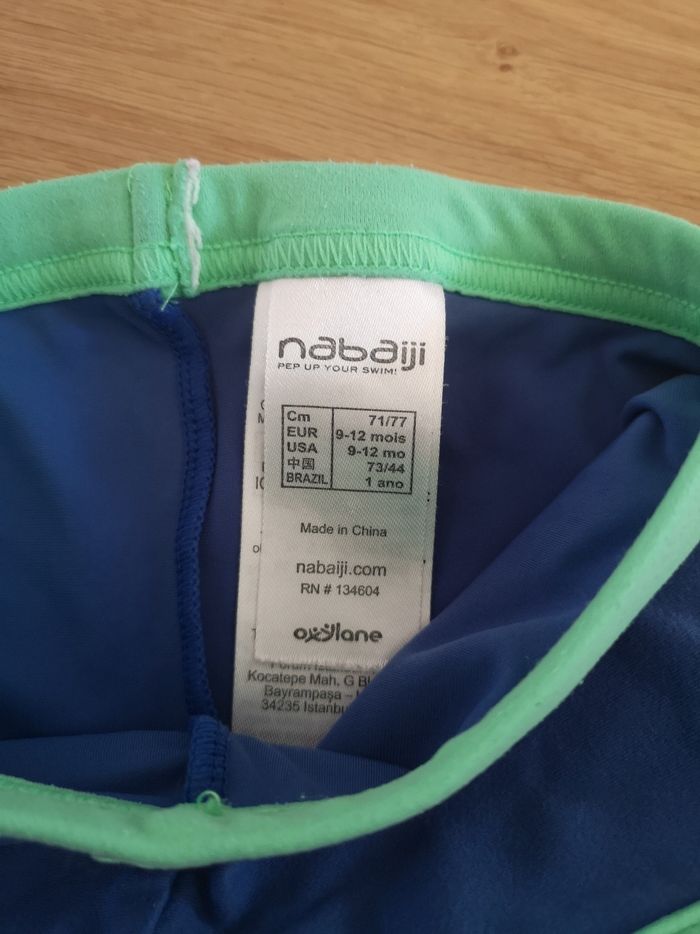 nabaiji
PEP UP YOUR SWIM!
Cm 71/77
EUR 9-12 mois
USA 9-12 mo
中国 73/44
BRAZIL 1 ano
Made in China
nabaiji.com
RN # 134604
oxylane
Kocatepe Mah, G
Bayrampaşa –
34235